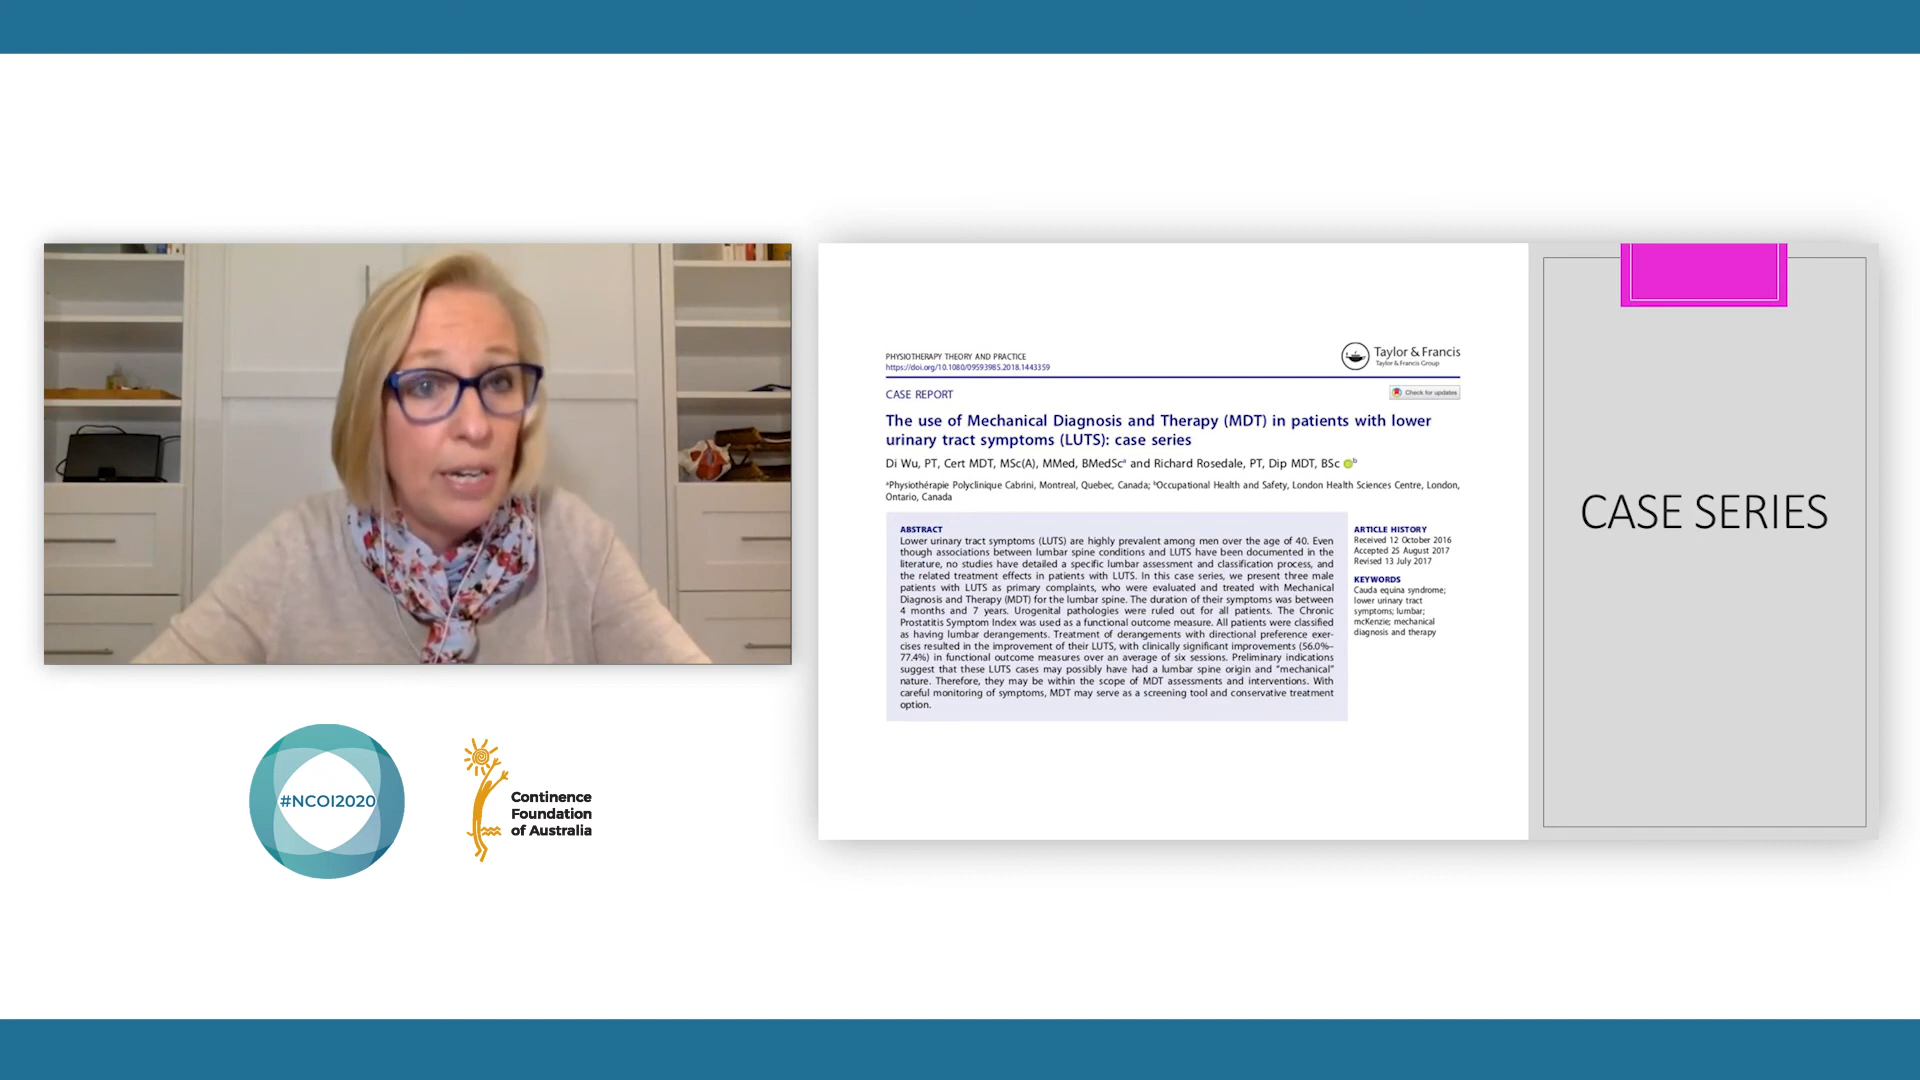 PHYSIOTHERAPY THEORY AND PRACTICE
https://doi.org/10.1080/09593985.2018.1443359
Taylor & Francis
Taylor & Francis Group
CASE REPORT
Check for updates
The use of Mechanical Diagnosis and Therapy (MDT) in patients with lower
urinary tract symptoms (LUTS): case series
Di Wu, PT, Cert MDT, MSc(A), MMed, BMedScᵃ and Richard Rosedale, PT, Dip MDT, BSc ᵇ
ᵃPhysiothérapie Polyclinique Cabrini, Montreal, Quebec, Canada; ᵇOccupational Health and Safety, London Health Sciences Centre, London,
Ontario, Canada
ABSTRACT
Lower urinary tract symptoms (LUTS) are highly prevalent among men over the age of 40. Even
though associations between lumbar spine conditions and LUTS have been documented in the
literature, no studies have detailed a specific lumbar assessment and classification process, and
the related treatment effects in patients with LUTS. In this case series, we present three male
patients with LUTS as primary complaints, who were evaluated and treated with Mechanical
Diagnosis and Therapy (MDT) for the lumbar spine. The duration of their symptoms was between
4 months and 7 years. Urogenital pathologies were ruled out for all patients. The Chronic
Prostatitis Symptom Index was used as a functional outcome measure. All patients were classified
as having lumbar derangements. Treatment of derangements with directional preference exer-
cises resulted in the improvement of their LUTS, with clinically significant improvements (56.0%–
77.4%) in functional outcome measures over an average of six sessions. Preliminary indications
suggest that these LUTS cases may possibly have had a lumbar spine origin and "mechanical"
nature. Therefore, they may be within the scope of MDT assessments and interventions. With
careful monitoring of symptoms, MDT may serve as a screening tool and conservative treatment
option.
ARTICLE HISTORY
Received 12 October 2016
Accepted 25 August 2017
Revised 13 July 2017
KEYWORDS
Cauda equina syndrome;
lower urinary tract
symptoms; lumbar;
mcKenzie; mechanical
diagnosis and therapy
CASE SERIES
#NCOI2020
Continence
Foundation
of Australia